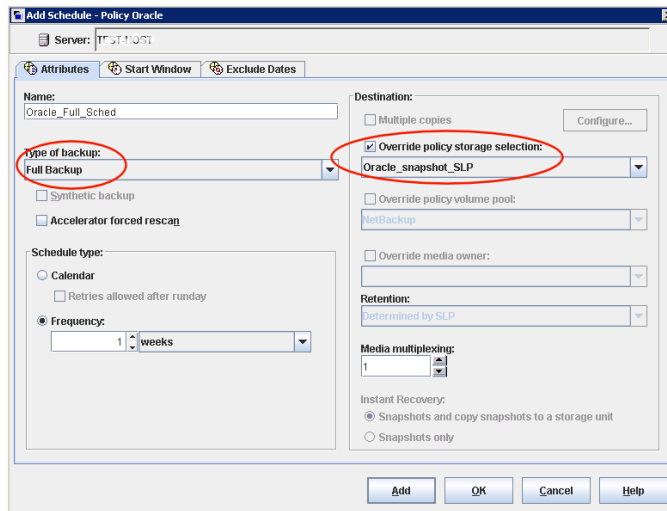 Add Schedule - Policy Oracle
Server: TEST-HOST
Attributes
Start Window
Exclude Dates
Name:
Oracle_Full_Sched
Type of backup:
Full Backup
Synthetic backup
Accelerator forced rescan
Schedule type:
Calendar
Retries allowed after runday
Frequency:
1 weeks
Destination:
Multiple copies
Configure...
Override policy storage selection:
Oracle_snapshot_SLP
Override policy volume pool:
NetBackup
Override media owner:
Retention:
Determined by SLP
Media multiplexing:
1
Instant Recovery:
Snapshots and copy snapshots to a storage unit
Snapshots only
Add
OK
Cancel
Help